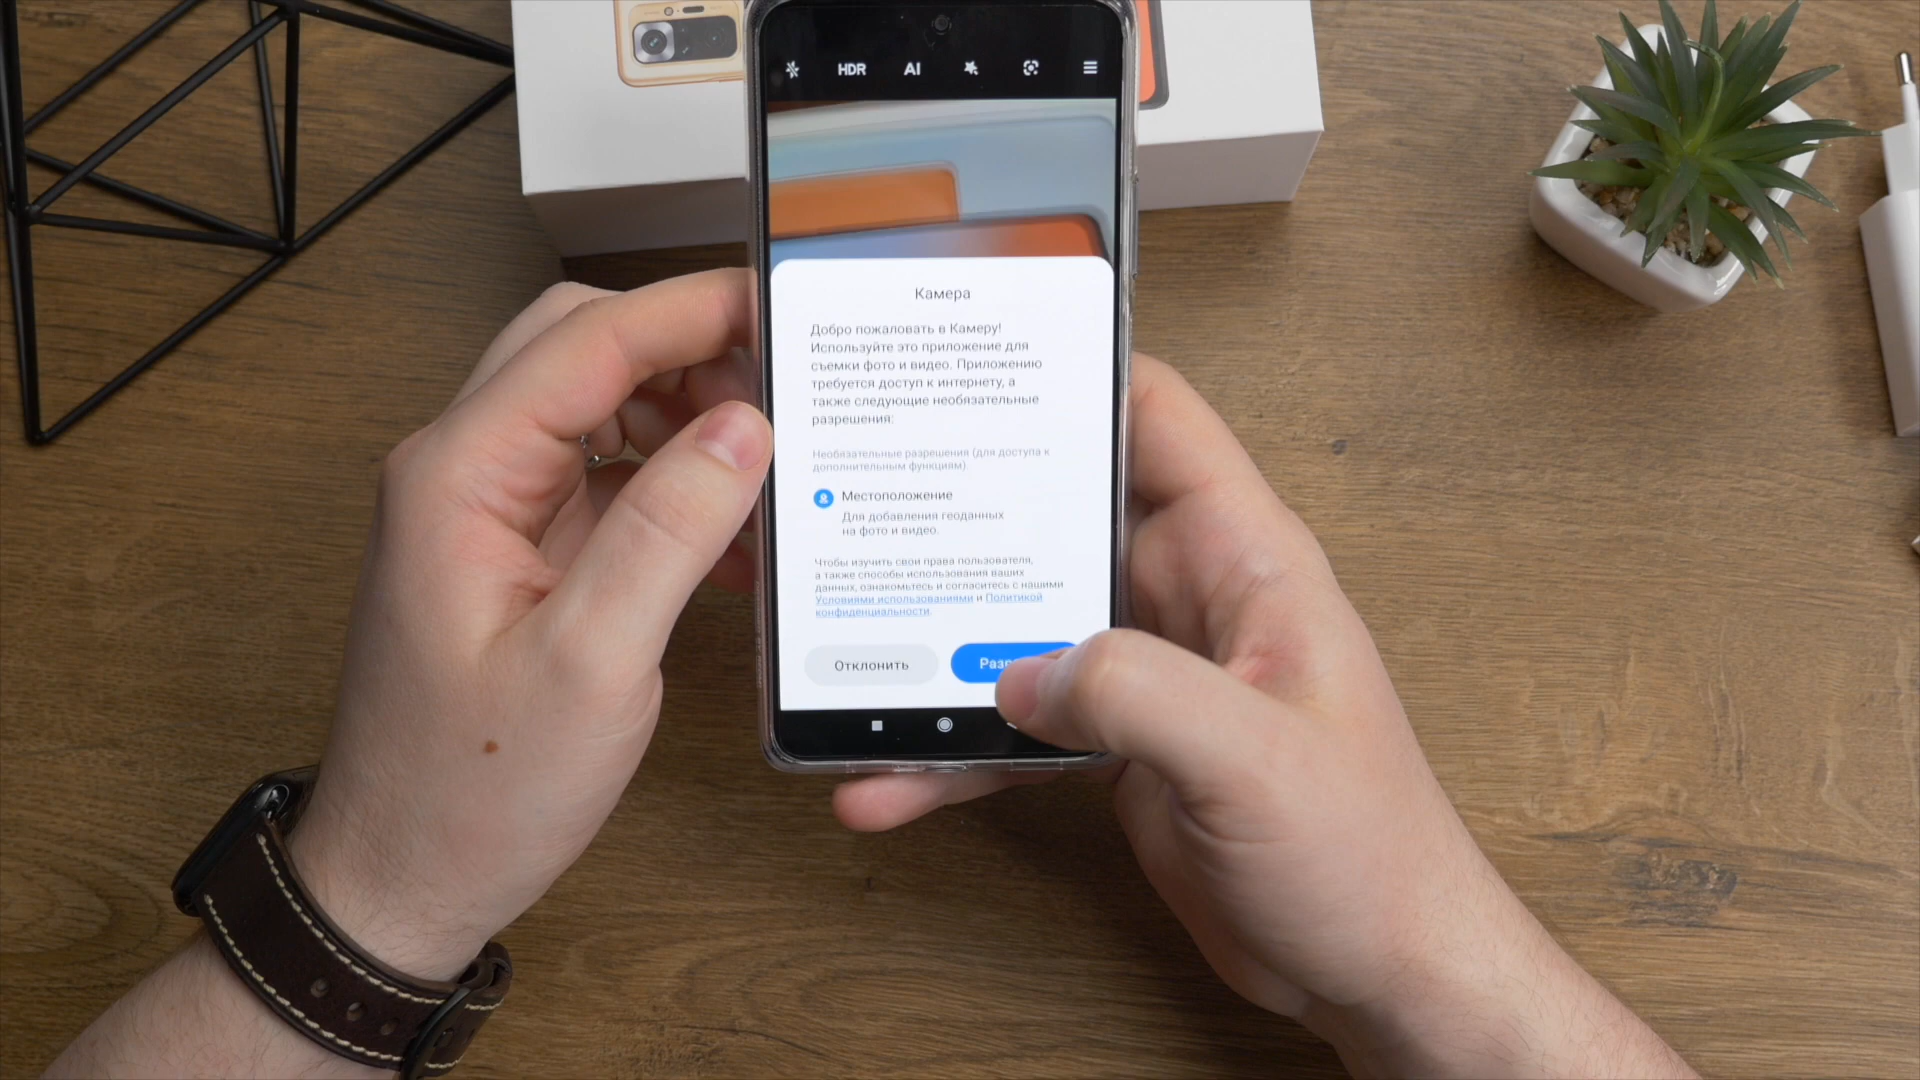 HDR AI
Камера
Добро пожаловать в Камеру!
Используйте это приложение для
съемки фото и видео. Приложению
требуется доступ к интернету, а
также следующие необязательные
разрешения:
Необязательные разрешения (для доступа к
дополнительным функциям).
Местоположение
Для добавления геоданных
на фото и видео.
Чтобы изучить свои права пользователя,
а также способы использования ваших
данных, ознакомьтесь и согласитесь с нашими
Условиями использованиями и Политикой
конфиденциальности.
Отклонить